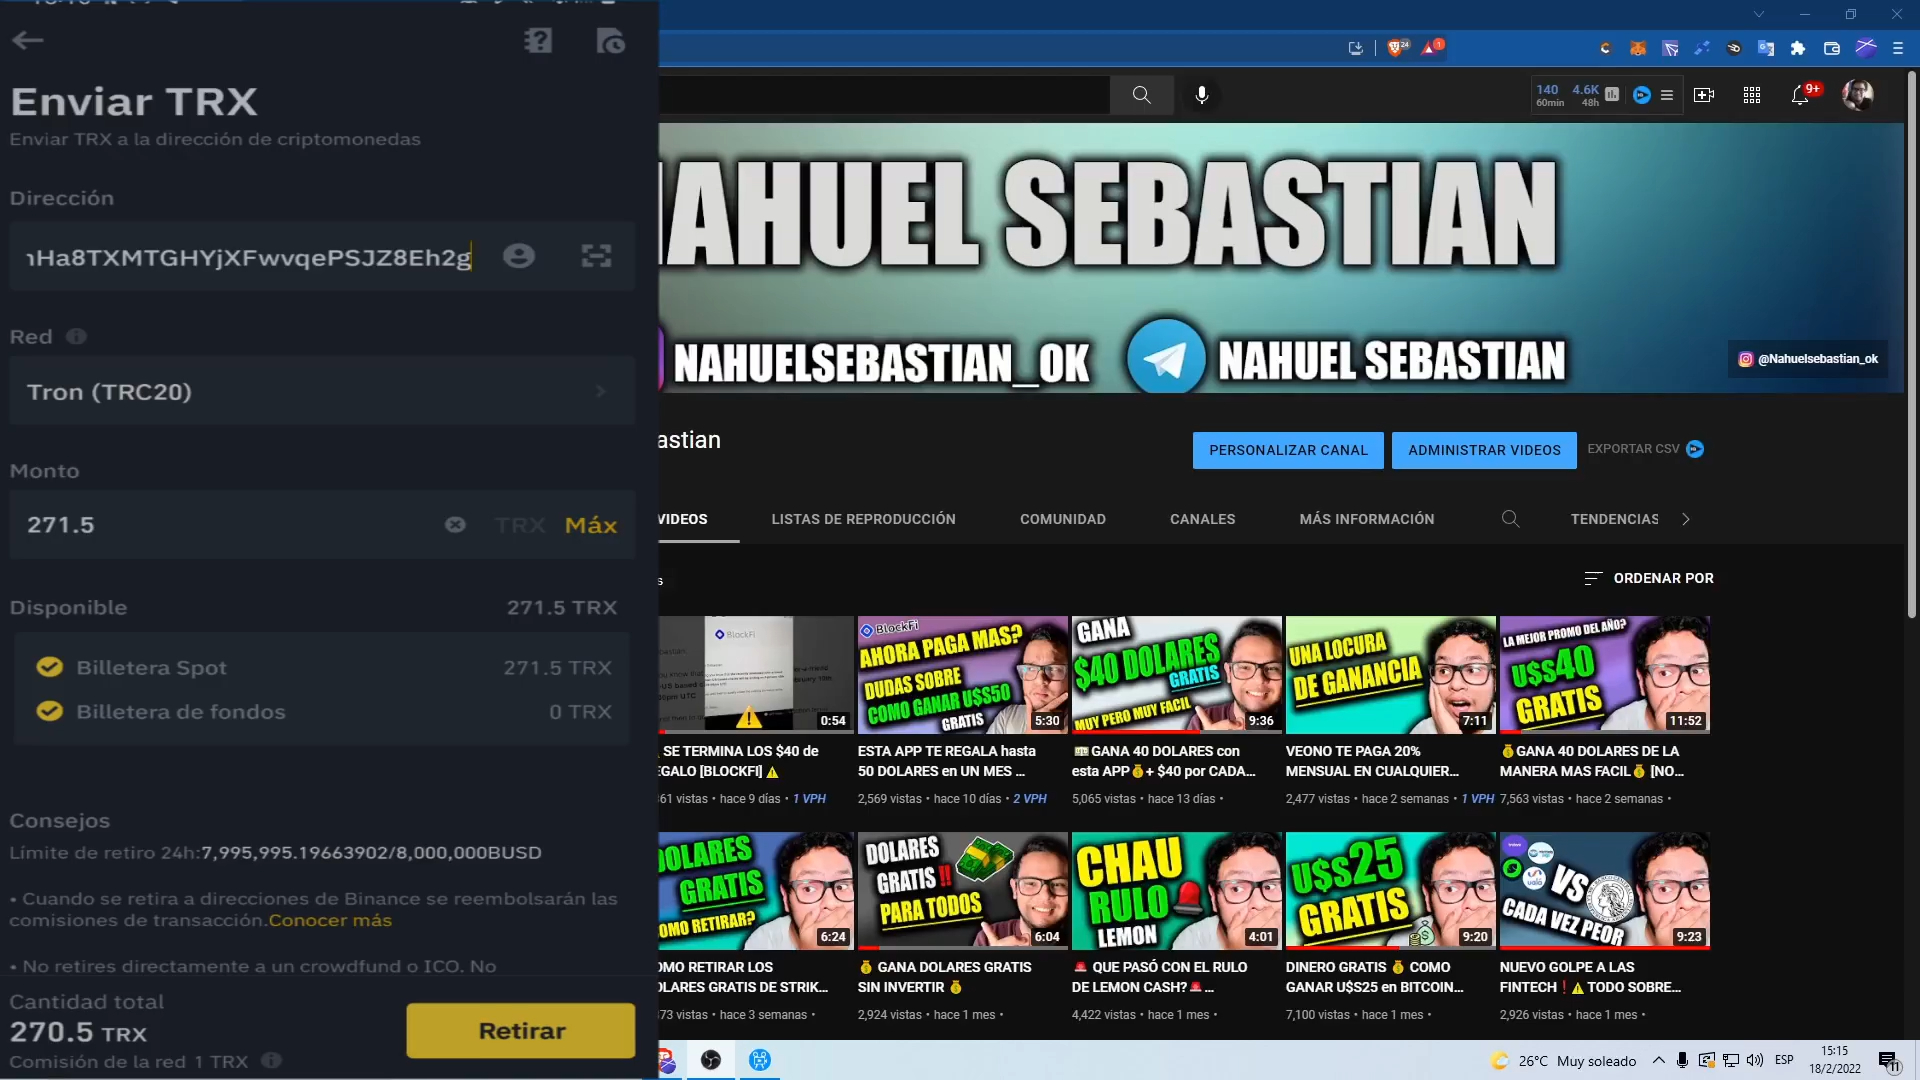 Enviar TRX
Enviar TRX a la dirección de criptomonedas
Dirección
Ha8TXMTGHYjXFwvqePSJZ8Eh2g
Red
Tron (TRC20)
Monto
271.5
TRX Máx
Disponible
271.5 TRX
Billetera Spot
271.5 TRX
Billetera de fondos
0 TRX
Consejos
Límite de retiro 24h:7,995,995.19663902/8,000,000BUSD
• Cuando se retira a direcciones de Binance se reembolsarán las
comisiones de transacción.Conocer más
• No retires directamente a un crowdfund o ICO. No
Cantidad total
270.5 TRX
Comisión de la red 1 TRX
Retirar
24
1
140
60min
4.6K
48h
9+
AHUEL SEBASTIAN
NAHUELSEBASTIAN_OK
NAHUEL SEBASTIAN
@Nahuelsebastian_ok
astian
PERSONALIZAR CANAL
ADMINISTRAR VIDEOS
EXPORTAR CSV
VIDEOS
LISTAS DE REPRODUCCIÓN
COMUNIDAD
CANALES
MÁS INFORMACIÓN
TENDENCIAS
s
ORDENAR POR
BlockFi
0:54
SE TERMINA LOS $40 de
EGALO [BLOCKFI] ⚠
61 vistas • hace 9 días • 1 VPH
BlockFi
AHORA PAGA MAS?
DUDAS SOBRE
COMO GANAR U$S50
GRATIS
5:30
ESTA APP TE REGALA hasta
50 DOLARES en UN MES ...
2,569 vistas • hace 10 días • 2 VPH
GANA
$40 DOLARES
GRATIS
MUY PERO MUY FACIL
9:36
💵GANA 40 DOLARES con
esta APP💰+ $40 por CADA...
5,065 vistas • hace 13 días •
UNA LOCURA
DE GANANCIA
7:11
VEONO TE PAGA 20%
MENSUAL EN CUALQUIER...
2,477 vistas • hace 2 semanas • 1 VPH
LA MEJOR PROMO DEL AÑO?
U$S40
GRATIS
11:52
💰GANA 40 DOLARES DE LA
MANERA MAS FACIL💰 [NO...
7,563 vistas • hace 2 semanas •
DOLARES
GRATIS
OMO RETIRAR?
6:24
OMO RETIRAR LOS
OLARES GRATIS DE STRIK...
73 vistas • hace 3 semanas •
DOLARES
GRATIS‼
PARA TODOS
6:04
💰 GANA DOLARES GRATIS
SIN INVERTIR 💰
2,924 vistas • hace 1 mes •
CHAU
RULO
LEMON
4:01
🚨 QUE PASÓ CON EL RULO
DE LEMON CASH?🚨...
4,422 vistas • hace 1 mes •
U$S25
GRATIS
9:20
DINERO GRATIS 💰 COMO
GANAR U$S25 en BITCOIN...
7,100 vistas • hace 1 mes •
ualá
VS
CADA VEZ PEOR
9:23
NUEVO GOLPE A LAS
FINTECH❗⚠ TODO SOBRE...
2,926 vistas • hace 1 mes •
26°C Muy soleado
ESP
15:15
18/2/2022
11